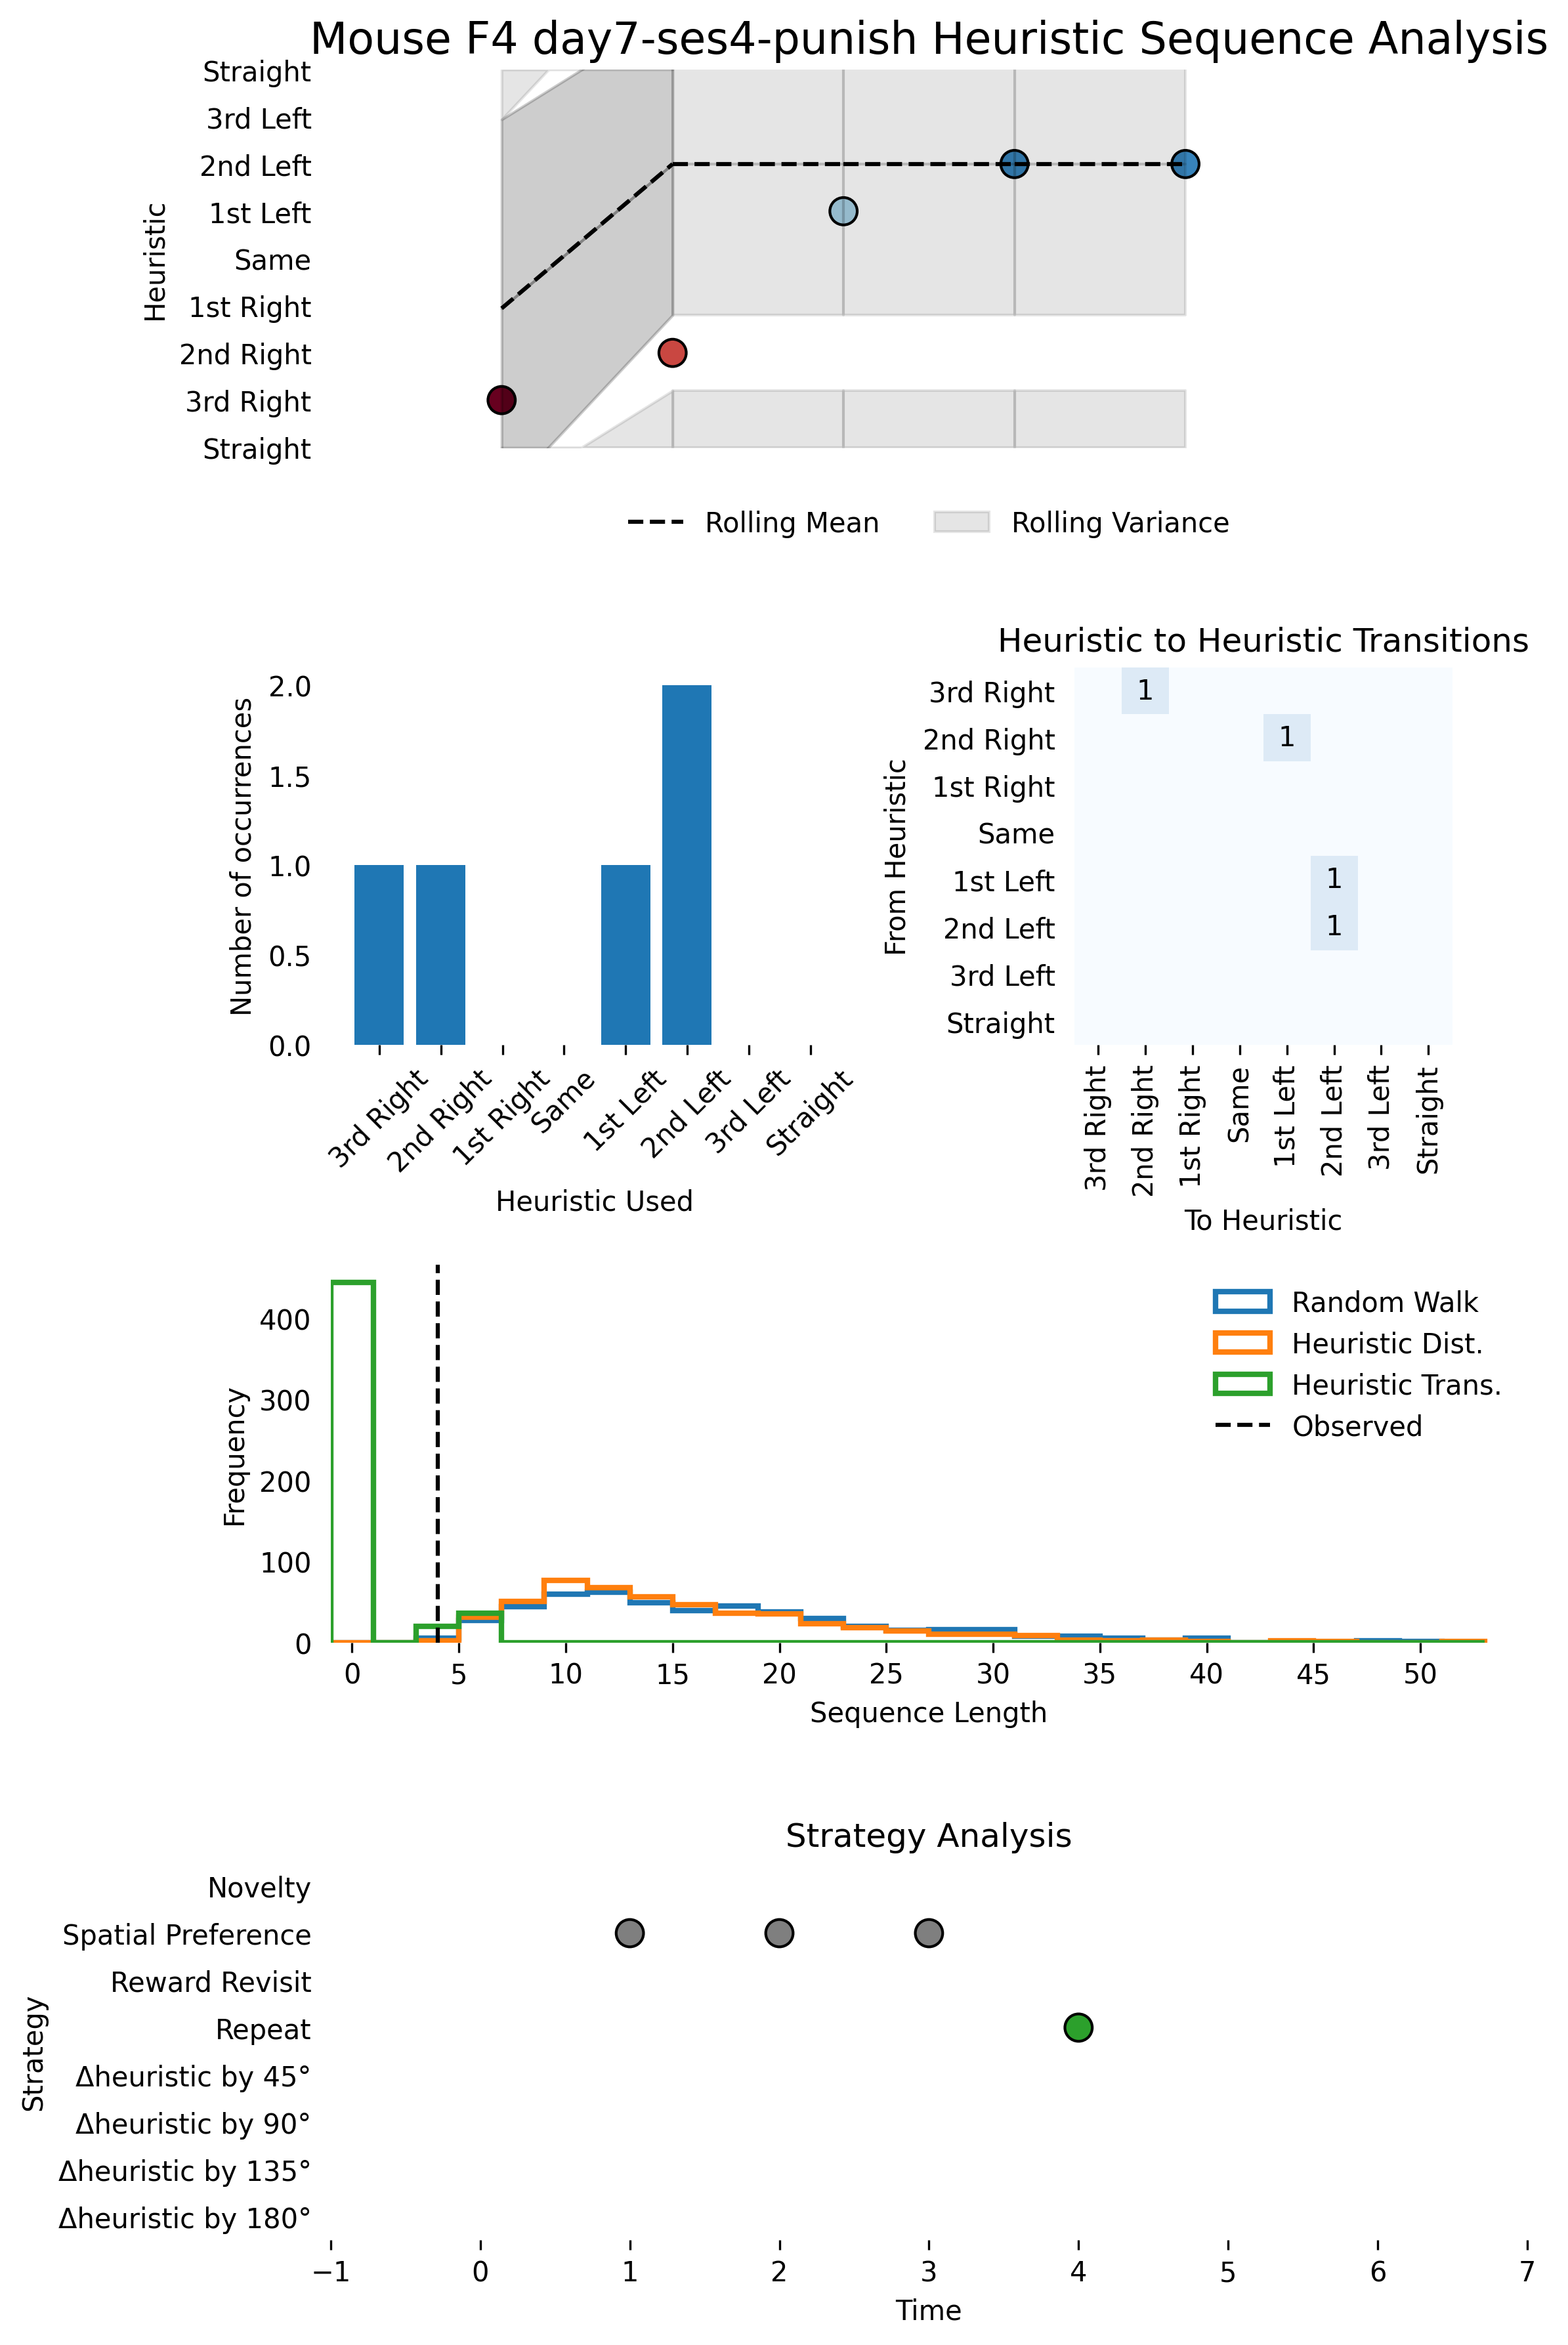 Mouse F4 day7-ses4-punish Heuristic Sequence Analysis
Straight
3rd Left
2nd Left
1st Left
Same
1st Right
2nd Right
3rd Right
Straight
Heuristic
Rolling Mean
Rolling Variance
2.0
1.5
1.0
0.5
0.0
Number of occurrences
3rd Right
2nd Right
1st Right
Same
1st Left
2nd Left
3rd Left
Straight
Heuristic Used
Heuristic to Heuristic Transitions
3rd Right
2nd Right
1st Right
Same
1st Left
2nd Left
3rd Left
Straight
From Heuristic
1
1
1
1
3rd Right
2nd Right
1st Right
Same
1st Left
2nd Left
3rd Left
Straight
To Heuristic
400
300
200
100
0
Frequency
Random Walk
Heuristic Dist.
Heuristic Trans.
Observed
0 5 10 15 20 25 30 35 40 45 50
Sequence Length
Strategy Analysis
Novelty
Spatial Preference
Reward Revisit
Repeat
Δheuristic by 45°
Δheuristic by 90°
Δheuristic by 135°
Δheuristic by 180°
Strategy
−1 0 1 2 3 4 5 6 7
Time